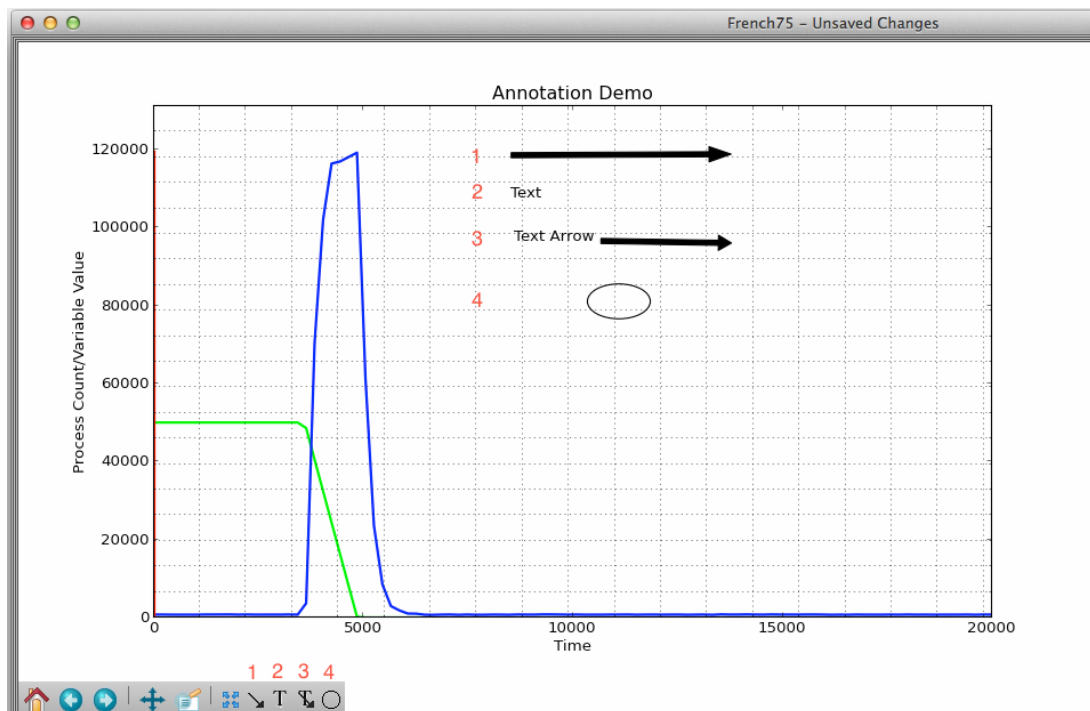 French75 – Unsaved Changes
Annotation Demo
120000
100000
80000
60000
40000
20000
0
Process Count/Variable Value
1
2 Text
3 Text Arrow
4
0 5000 10000 15000 20000
Time
1 2 3 4
T T